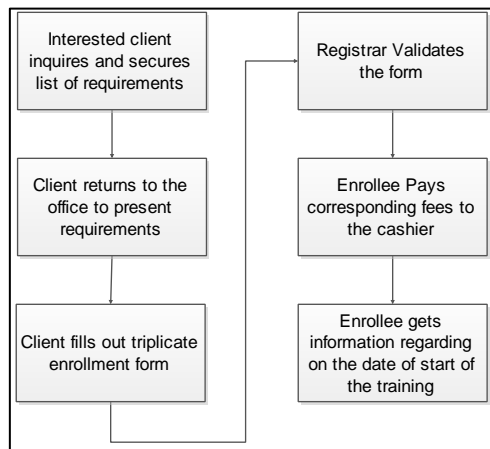 Interested client
inquires and secures
list of requirements
Client returns to the
office to present
requirements
Client fills out triplicate
enrollment form
Registrar Validates
the form
Enrollee Pays
corresponding fees to
the cashier
Enrollee gets
information regarding
on the date of start of
the training